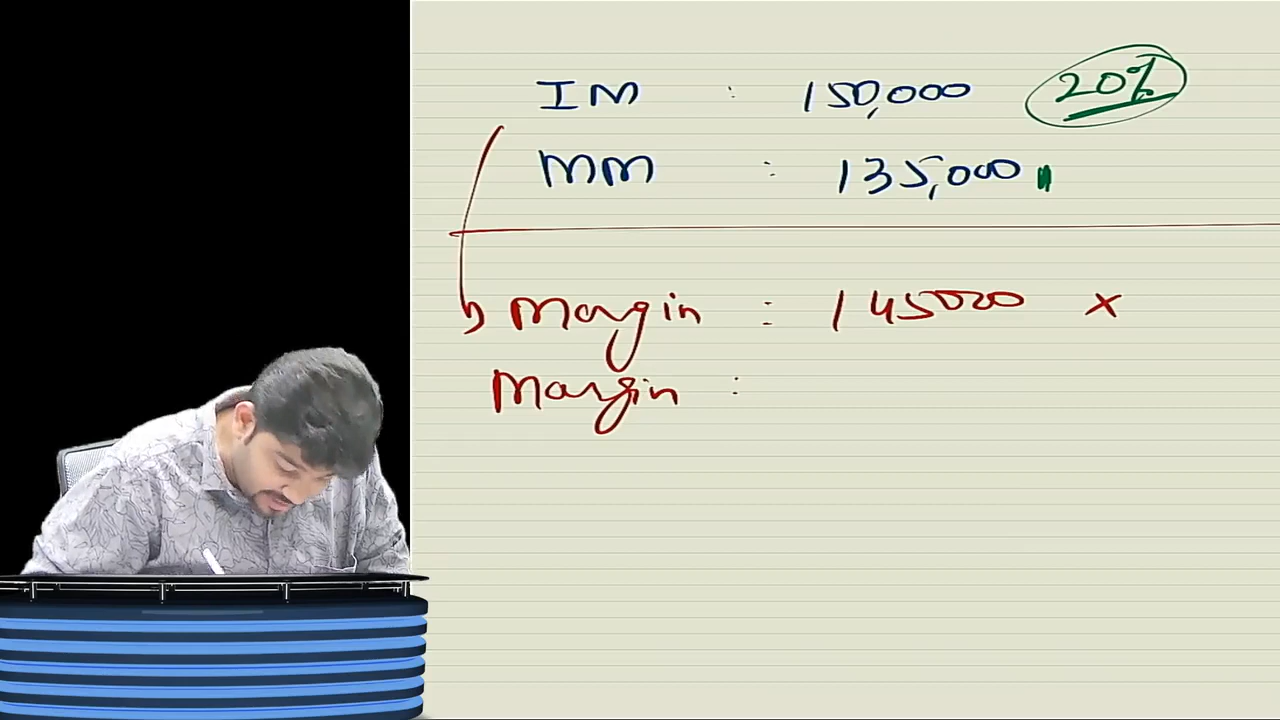 IM : 150,000 20%
MM : 135,000
Margin : 145000 ×
Margin :